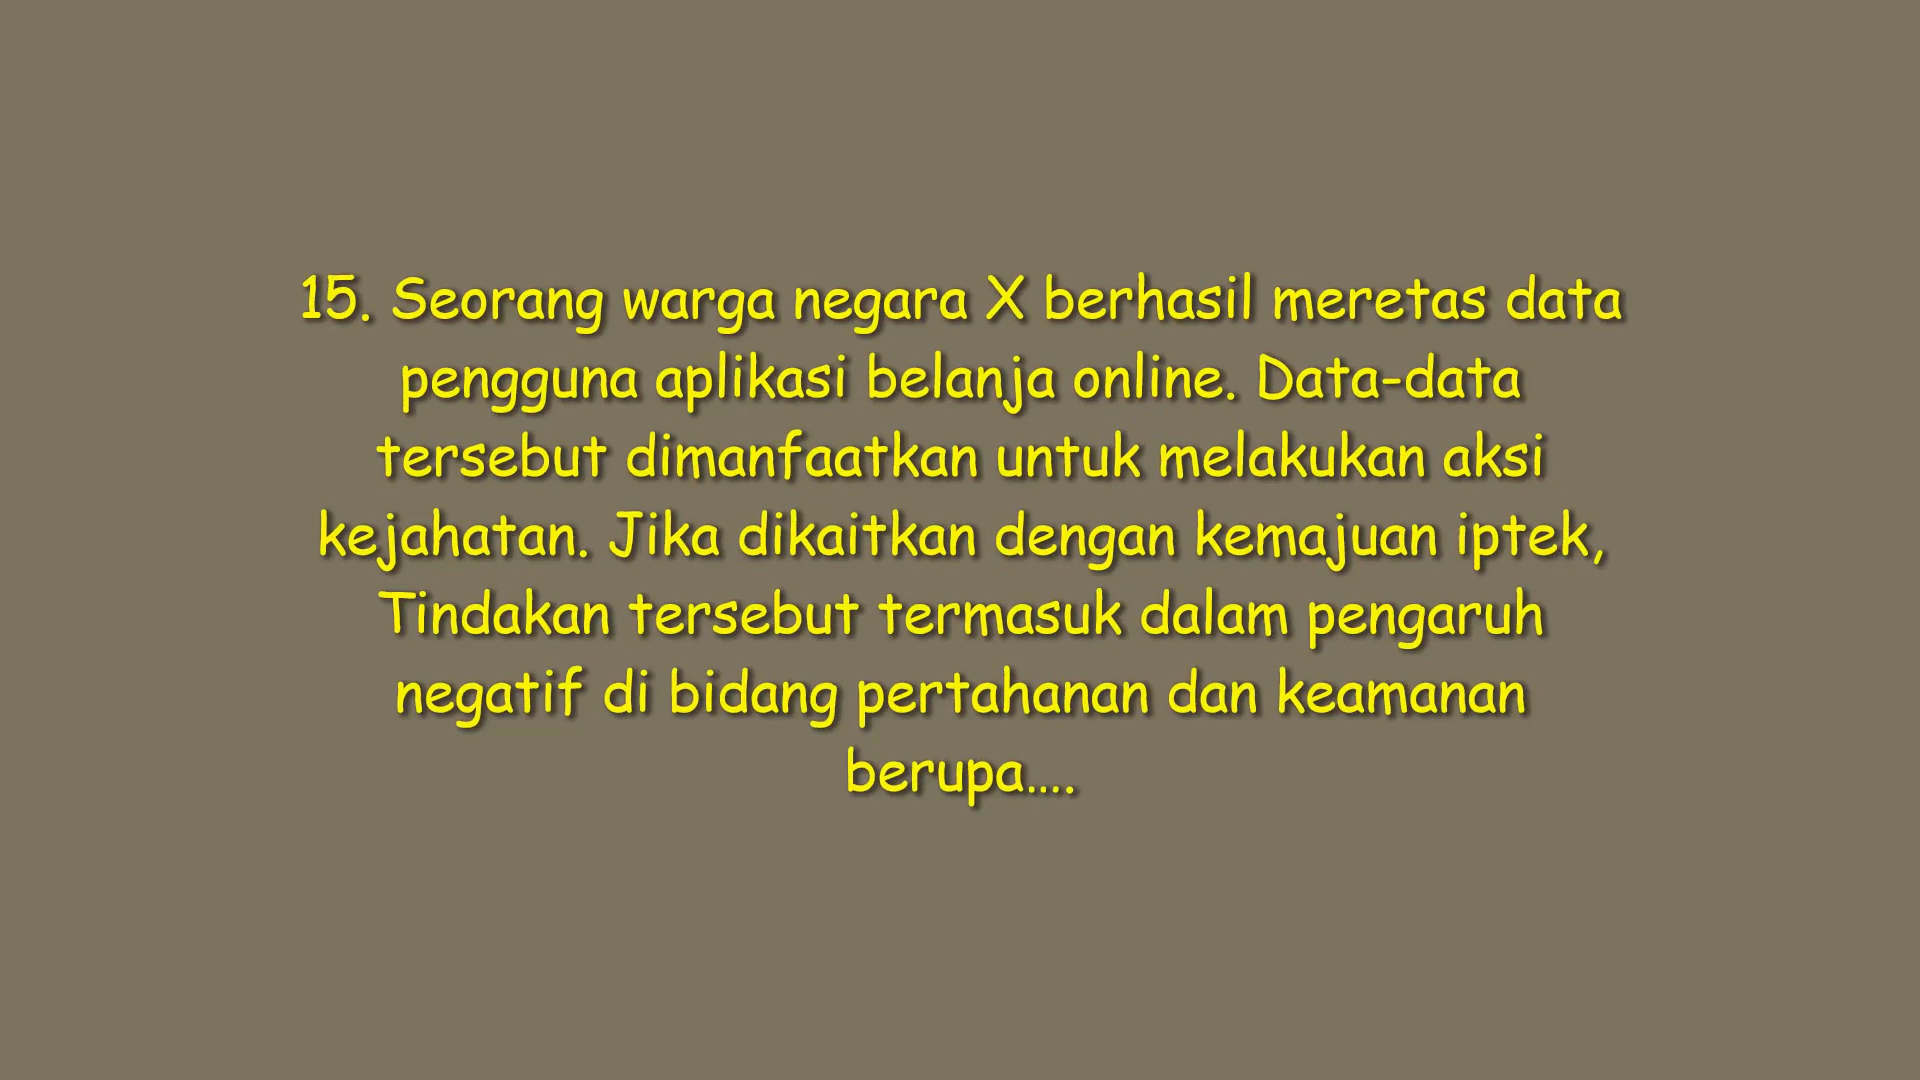 15. Seorang warga negara X berhasil meretas data
pengguna aplikasi belanja online. Data-data
tersebut dimanfaatkan untuk melakukan aksi
kejahatan. Jika dikaitkan dengan kemajuan iptek,
Tindakan tersebut termasuk dalam pengaruh
negatif di bidang pertahanan dan keamanan
berupa....